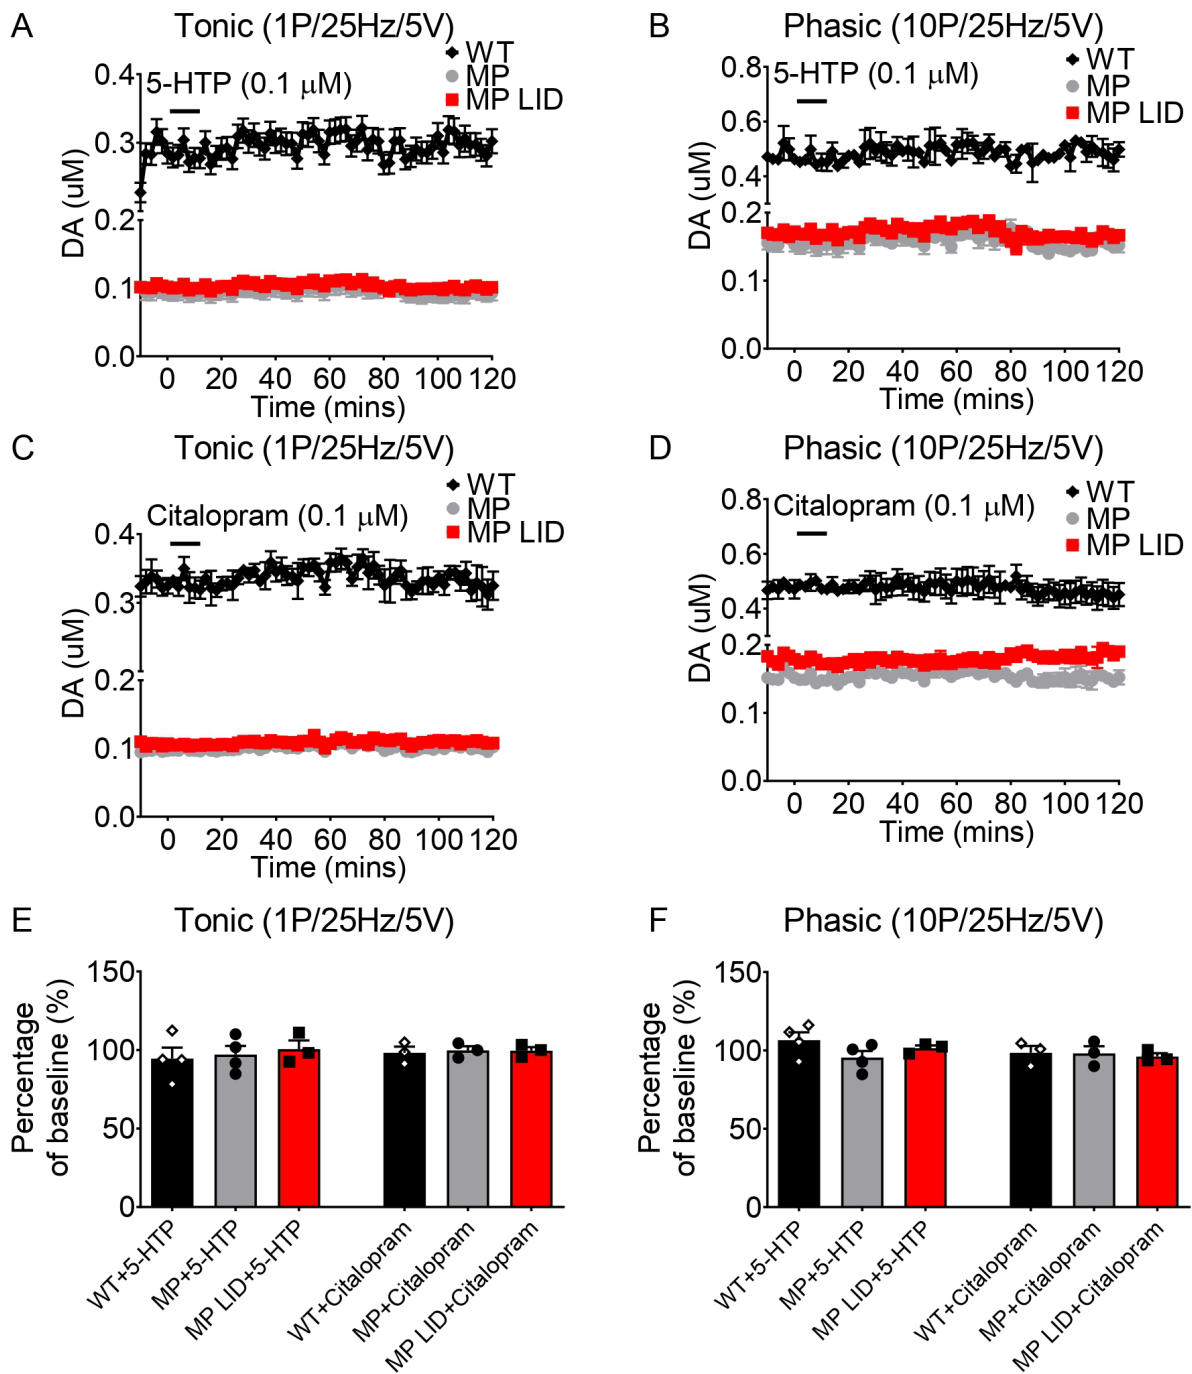 A
Tonic (1P/25Hz/5V)
WT
MP
MP LID
5-HTP (0.1 μM)
0.4
0.3
0.2
0.1
0.0
DA (uM)
0 20 40 60 80 100 120
Time (mins)
B
Phasic (10P/25Hz/5V)
WT
MP
MP LID
5-HTP (0.1 μM)
0.8
0.6
0.4
0.2
0.1
0.0
DA (uM)
0 20 40 60 80 100 120
Time (mins)
C
Tonic (1P/25Hz/5V)
WT
MP
MP LID
Citalopram (0.1 μM)
0.4
0.3
0.2
0.1
0.0
DA (uM)
0 20 40 60 80 100 120
Time (mins)
D
Phasic (10P/25Hz/5V)
WT
MP
MP LID
Citalopram (0.1 μM)
0.8
0.6
0.4
0.2
0.1
0.0
DA (uM)
0 20 40 60 80 100 120
Time (mins)
E
Tonic (1P/25Hz/5V)
Percentage
of baseline (%)
150
100
50
0
WT+5-HTP
MP+5-HTP
MP LID+5-HTP
WT+Citalopram
MP+Citalopram
MP LID+Citalopram
F
Phasic (10P/25Hz/5V)
Percentage
of baseline (%)
150
100
50
0
WT+5-HTP
MP+5-HTP
MP LID+5-HTP
WT+Citalopram
MP+Citalopram
MP LID+Citalopram